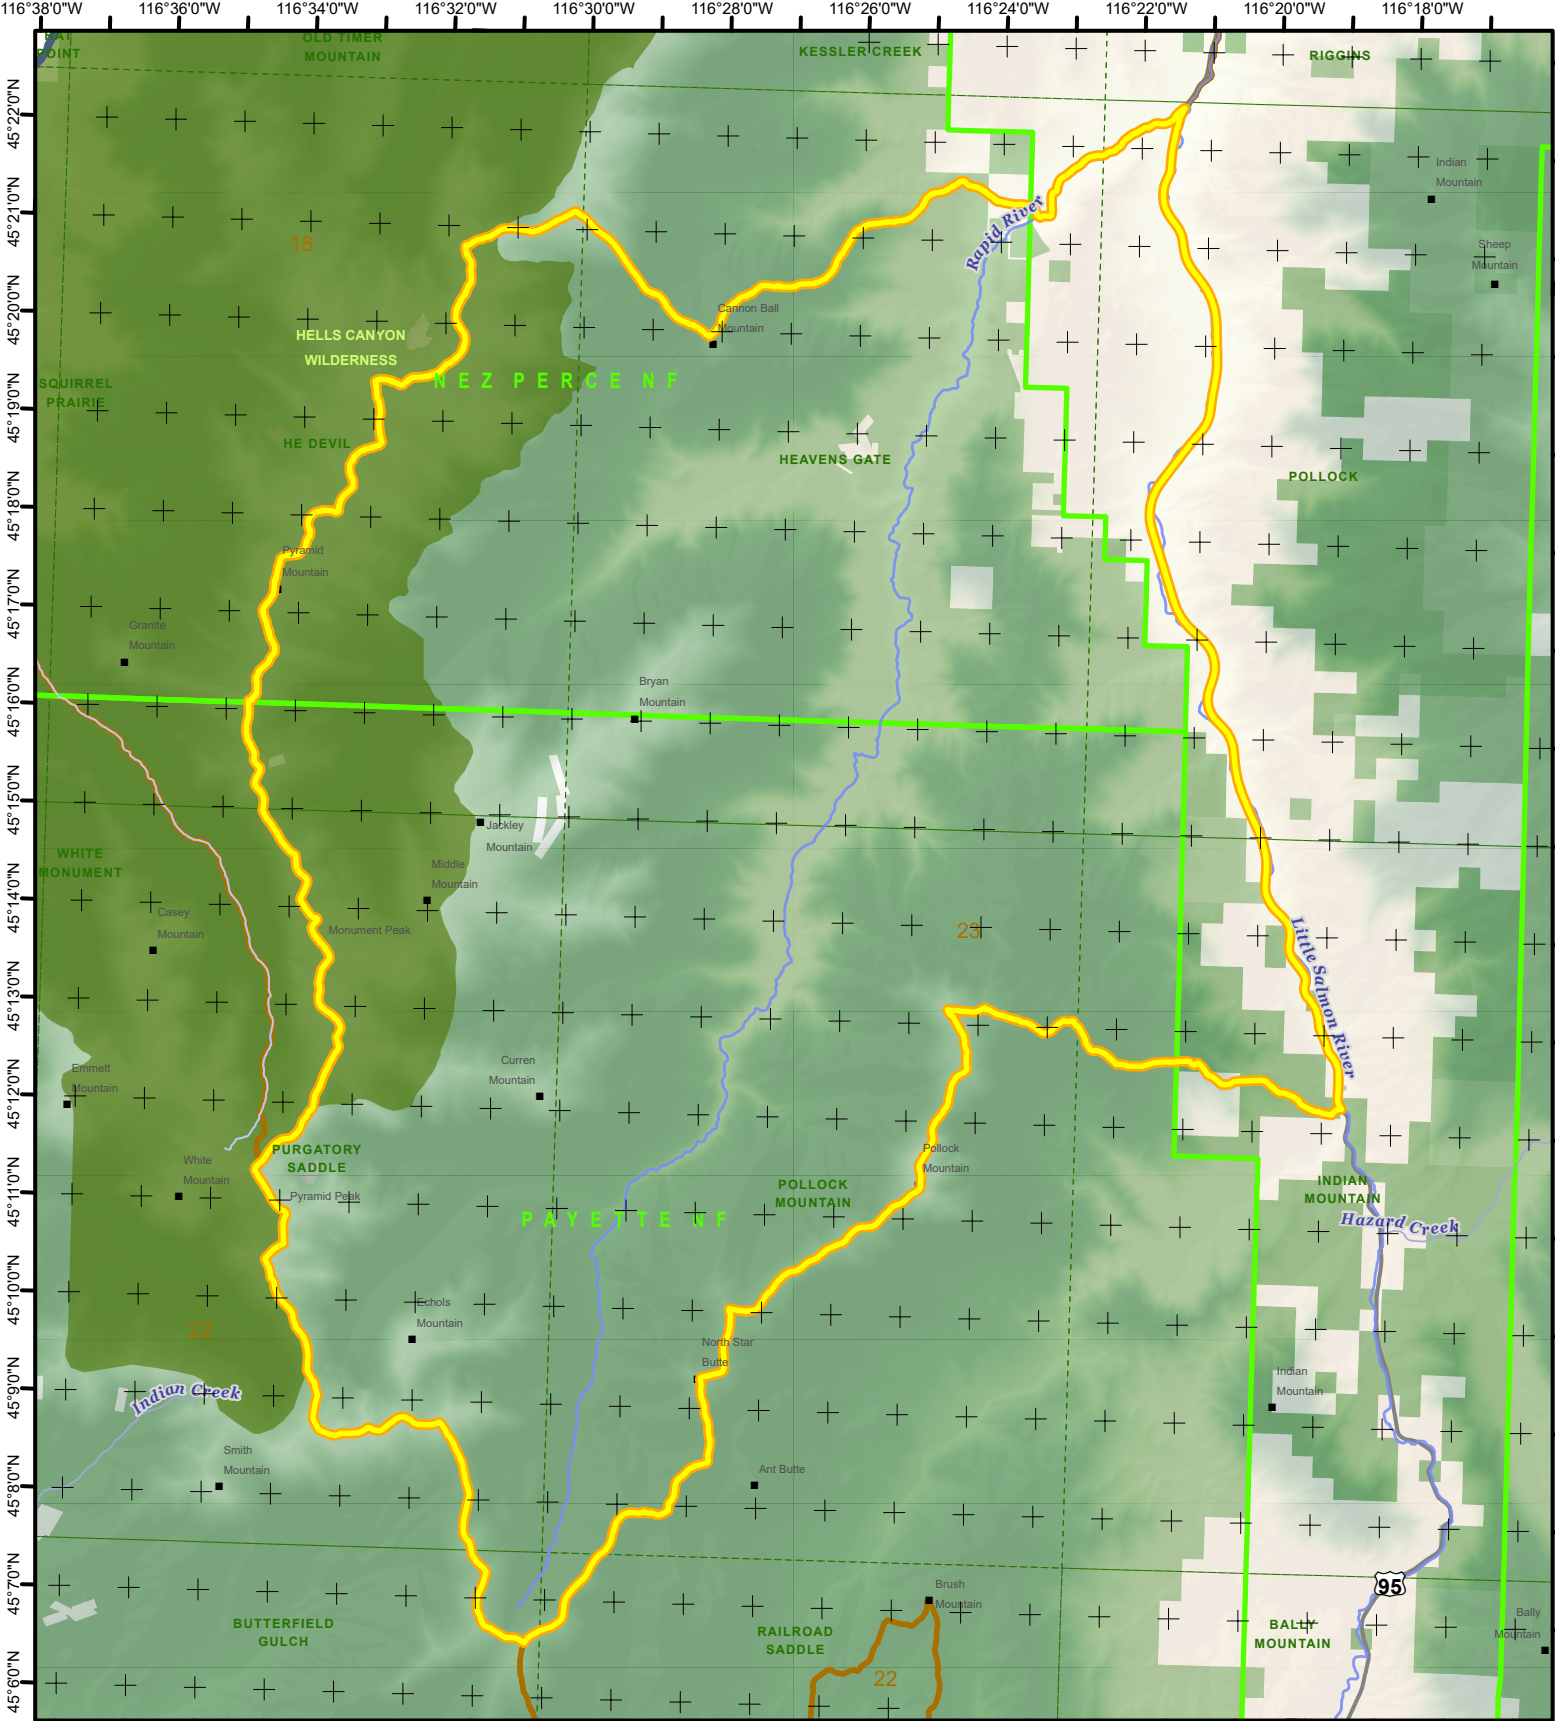 116°38'0"W 116°36'0"W 116°34'0"W 116°32'0"W 116°30'0"W 116°28'0"W 116°26'0"W 116°24'0"W 116°22'0"W 116°20'0"W 116°18'0"W
POINT
OLD TIMER
MOUNTAIN
KESSLER CREEK
RIGGINS
45°22'0"N
Indian
Mountain
45°21'0"N
Rapid River
18
Sheep
Mountain
45°20'0"N
Cannon Ball
Mountain
HELLS CANYON
WILDERNESS
NEZ PERCE NF
SQUIRREL
PRAIRIE
45°19'0"N
HE DEVIL
HEAVENS GATE
POLLOCK
45°18'0"N
Pyramid
Mountain
45°17'0"N
Granite
Mountain
45°16'0"N
Bryan
Mountain
45°15'0"N
Jackley
Mountain
WHITE
MONUMENT
Middle
Mountain
45°14'0"N
Casey
Mountain
Monument Peak
23
Little Salmon River
45°13'0"N
Curren
Mountain
Emmett
Mountain
45°12'0"N
PURGATORY
SADDLE
White
Mountain
Pyramid Peak
Pollock
Mountain
45°11'0"N
POLLOCK
MOUNTAIN
INDIAN
MOUNTAIN
PAYETTE NF
Hazard Creek
45°10'0"N
Echols
Mountain
22
North Star
Butte
45°9'0"N
Indian Creek
Indian
Mountain
Smith
Mountain
Ant Butte
45°8'0"N
45°7'0"N
95
Brush
Mountain
BUTTERFIELD
GULCH
RAILROAD
SADDLE
BALLY
MOUNTAIN
Bally
Mountain
22
45°6'0"N